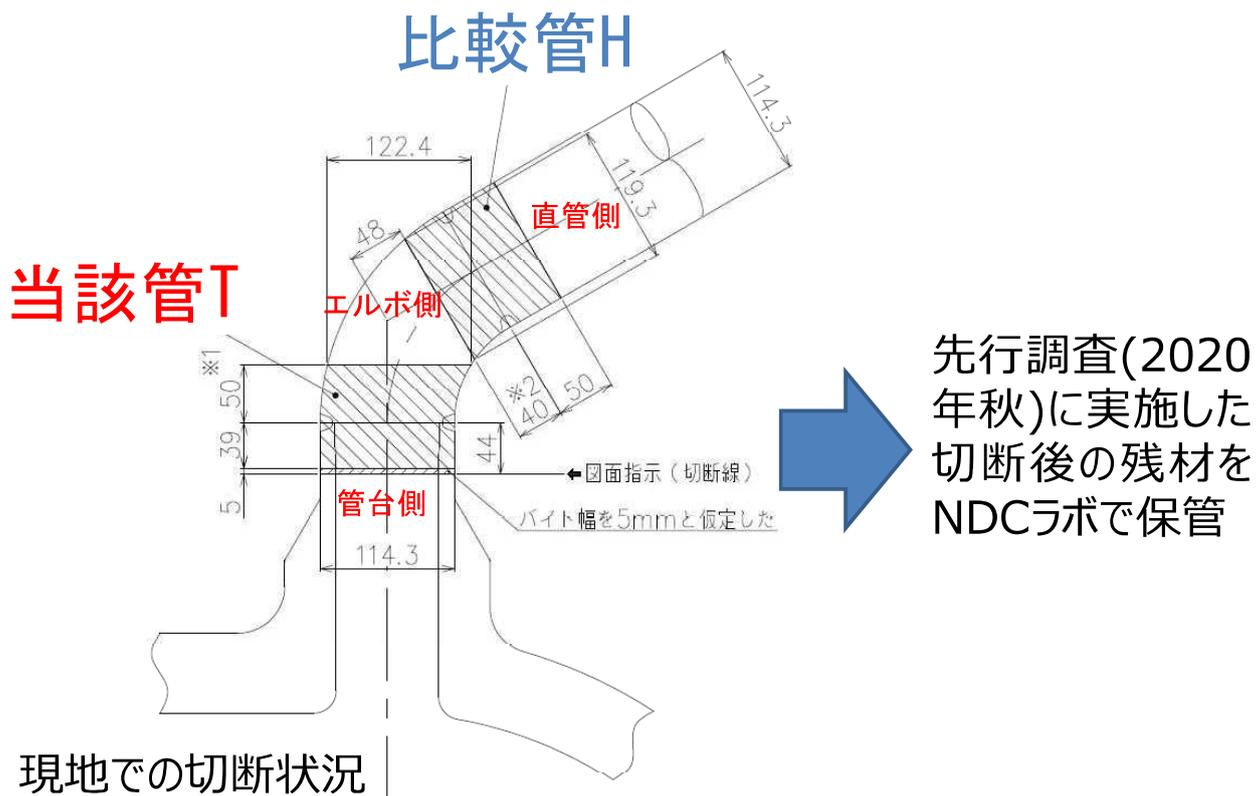 比較管H
114.3
122.4
119.3
直管側
48
当該管T
エルボ側
※1
50
※2
40
50
39
44
5
←図面指示（切断線）
管台側
バイト幅を5mmと仮定した
114.3
先行調査(2020
年秋)に実施した
切断後の残材を
NDCラボで保管
現地での切断状況